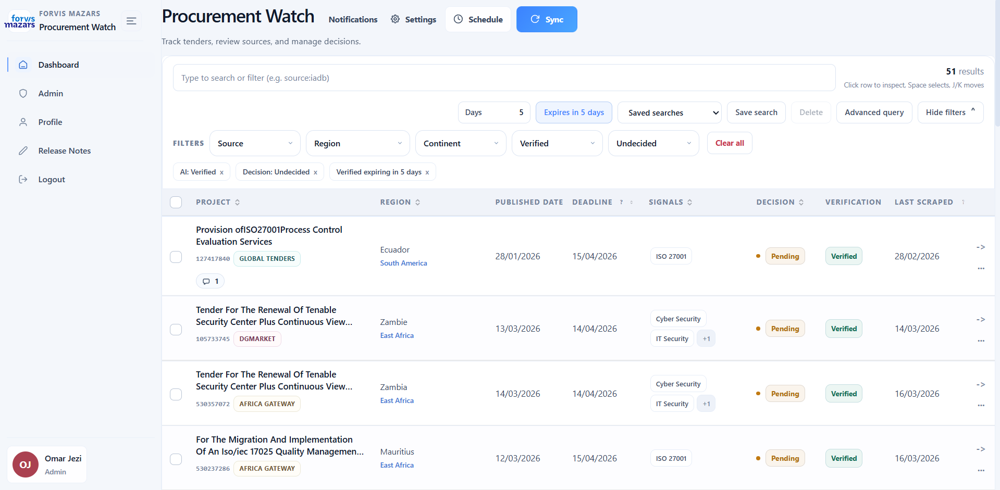 forvis
mazars
FORVIS MAZARS
Procurement Watch
Dashboard
Admin
Profile
Release Notes
Logout
OJ
Omar Jezi
Admin
Procurement Watch
Notifications
Settings
Schedule
Sync
Track tenders, review sources, and manage decisions.
Type to search or filter (e.g. source:iadb)
51 results
Click row to inspect, Space selects, J/K moves
Days 5
Expires in 5 days
Saved searches
Save search
Delete
Advanced query
Hide filters ^
FILTERS
Source
Region
Continent
Verified
Undecided
Clear all
AI: Verified x
Decision: Undecided x
Verified expiring in 5 days x
PROJECT REGION PUBLISHED DATE DEADLINE ? SIGNALS DECISION VERIFICATION LAST SCRAPED
Provision ofISO27001Process Control
Evaluation Services
127417840 GLOBAL TENDERS
1
Ecuador
South America
28/01/2026
15/04/2026
ISO 27001
Pending
Verified
28/02/2026
->
...
Tender For The Renewal Of Tenable
Security Center Plus Continuous View...
105733745 DGMARKET
Zambie
East Africa
13/03/2026
14/04/2026
Cyber Security
IT Security +1
Pending
Verified
14/03/2026
->
...
Tender For The Renewal Of Tenable
Security Center Plus Continuous View...
530357072 AFRICA GATEWAY
Zambia
East Africa
14/03/2026
14/04/2026
Cyber Security
IT Security +1
Pending
Verified
16/03/2026
->
...
For The Migration And Implementation
Of An Iso/iec 17025 Quality Managemen...
530237286 AFRICA GATEWAY
Mauritius
East Africa
12/03/2026
15/04/2026
ISO 27001
Pending
Verified
16/03/2026
->
...